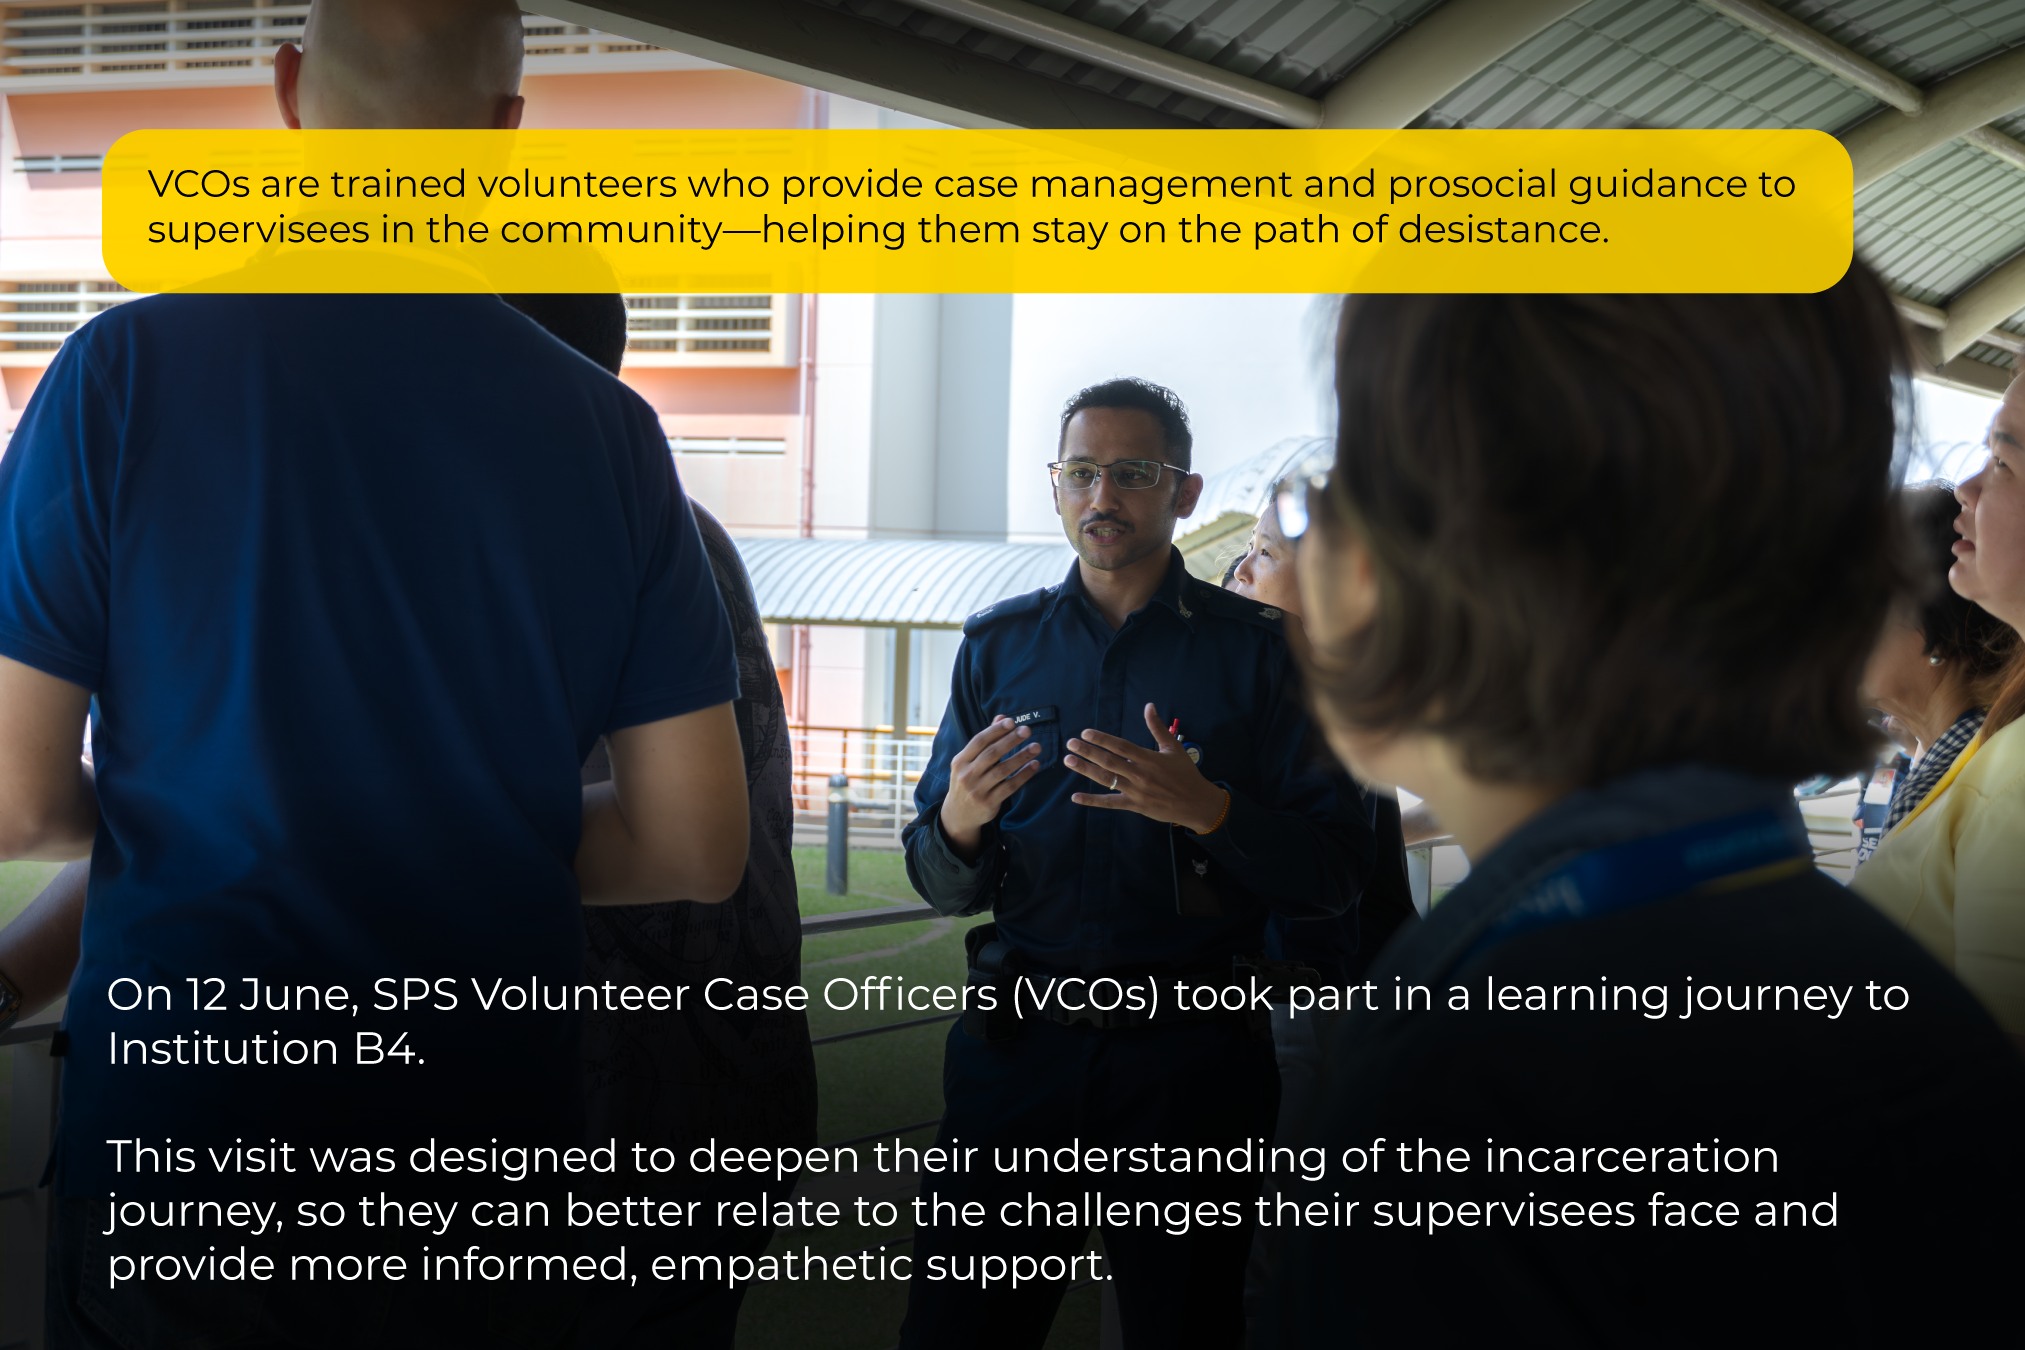 VCOs are trained volunteers who provide case management and prosocial guidance to
supervisees in the community—helping them stay on the path of desistance.
JUDE V.
On 12 June, SPS Volunteer Case Officers (VCOs) took part in a learning journey to
Institution B4.
This visit was designed to deepen their understanding of the incarceration
journey, so they can better relate to the challenges their supervisees face and
provide more informed, empathetic support.